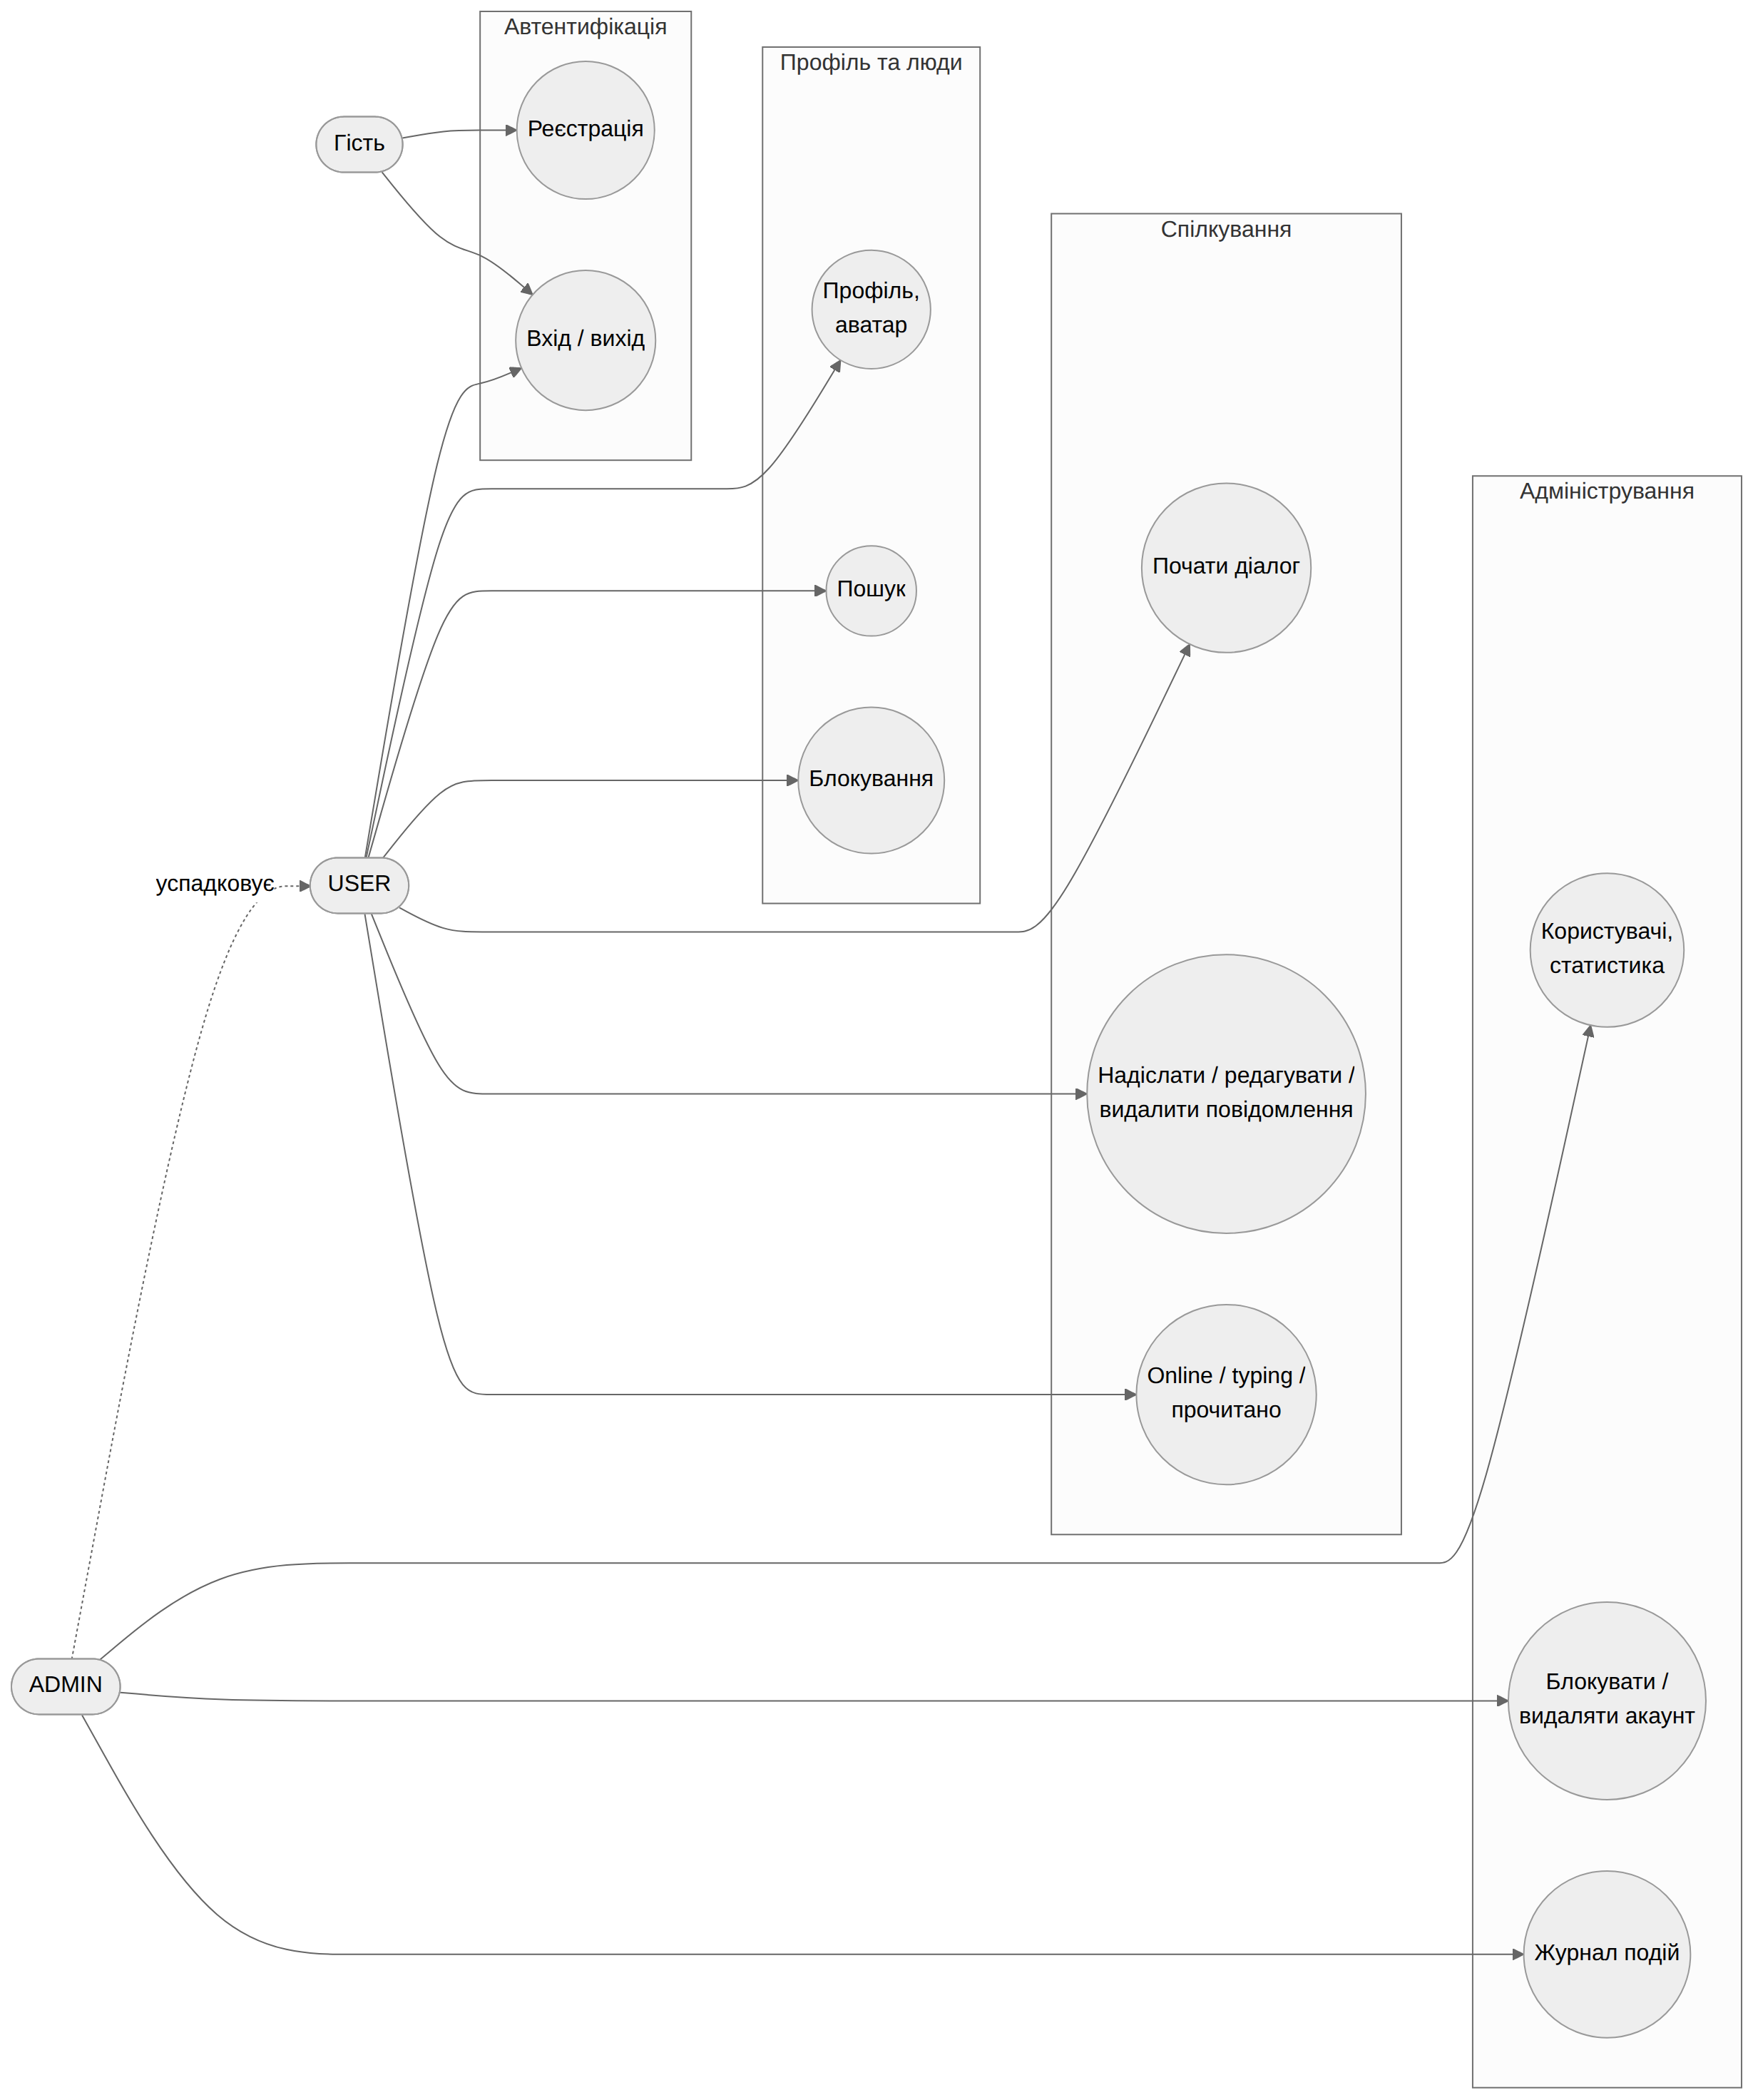 Автентифікація
Реєстрація
Гість
Вхід / вихід
Профіль та люди
Профіль,
аватар
Пошук
Блокування
Спілкування
Почати діалог
Надіслати / редагувати /
видалити повідомлення
Online / typing /
прочитано
успадковує
USER
Адміністрування
Користувачі,
статистика
ADMIN
Блокувати /
видаляти акаунт
Журнал подій